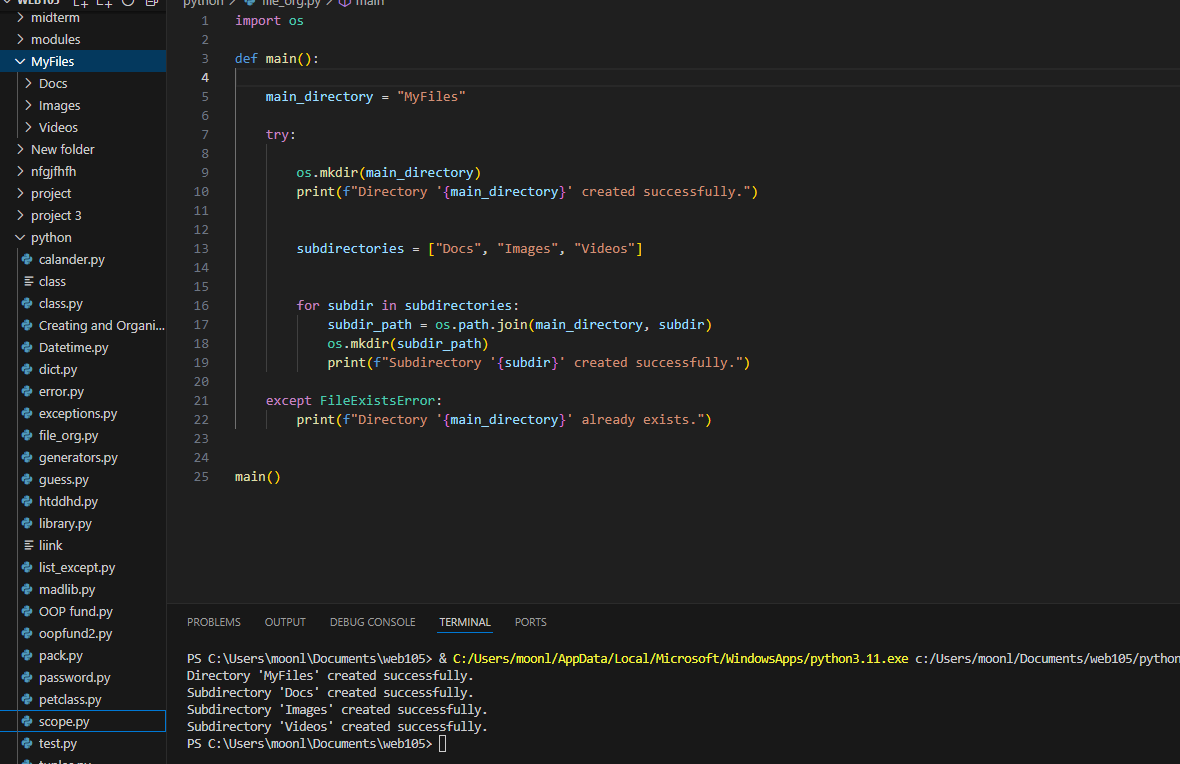 WEB105
midterm
modules
MyFiles
Docs
Images
Videos
New folder
nfgjfhfh
project
project 3
python
calander.py
class
class.py
Creating and Organi...
Datetime.py
dict.py
error.py
exceptions.py
file_org.py
generators.py
guess.py
htddhd.py
library.py
liink
list_except.py
madlib.py
OOP fund.py
oopfund2.py
pack.py
password.py
petclass.py
scope.py
test.py
python > file_org.py > main
1 import os
2
3 def main():
4
5 main_directory = "MyFiles"
6
7 try:
8
9 os.mkdir(main_directory)
10 print(f"Directory '{main_directory}' created successfully.")
11
12
13 subdirectories = ["Docs", "Images", "Videos"]
14
15
16 for subdir in subdirectories:
17 subdir_path = os.path.join(main_directory, subdir)
18 os.mkdir(subdir_path)
19 print(f"Subdirectory '{subdir}' created successfully.")
20
21 except FileExistsError:
22 print(f"Directory '{main_directory}' already exists.")
23
24
25 main()
PROBLEMS OUTPUT DEBUG CONSOLE TERMINAL PORTS
PS C:\Users\moonl\Documents\web105> & C:/Users/moonl/AppData/Local/Microsoft/WindowsApps/python3.11.exe c:/Users/moonl/Documents/web105/python
Directory 'MyFiles' created successfully.
Subdirectory 'Docs' created successfully.
Subdirectory 'Images' created successfully.
Subdirectory 'Videos' created successfully.
PS C:\Users\moonl\Documents\web105>